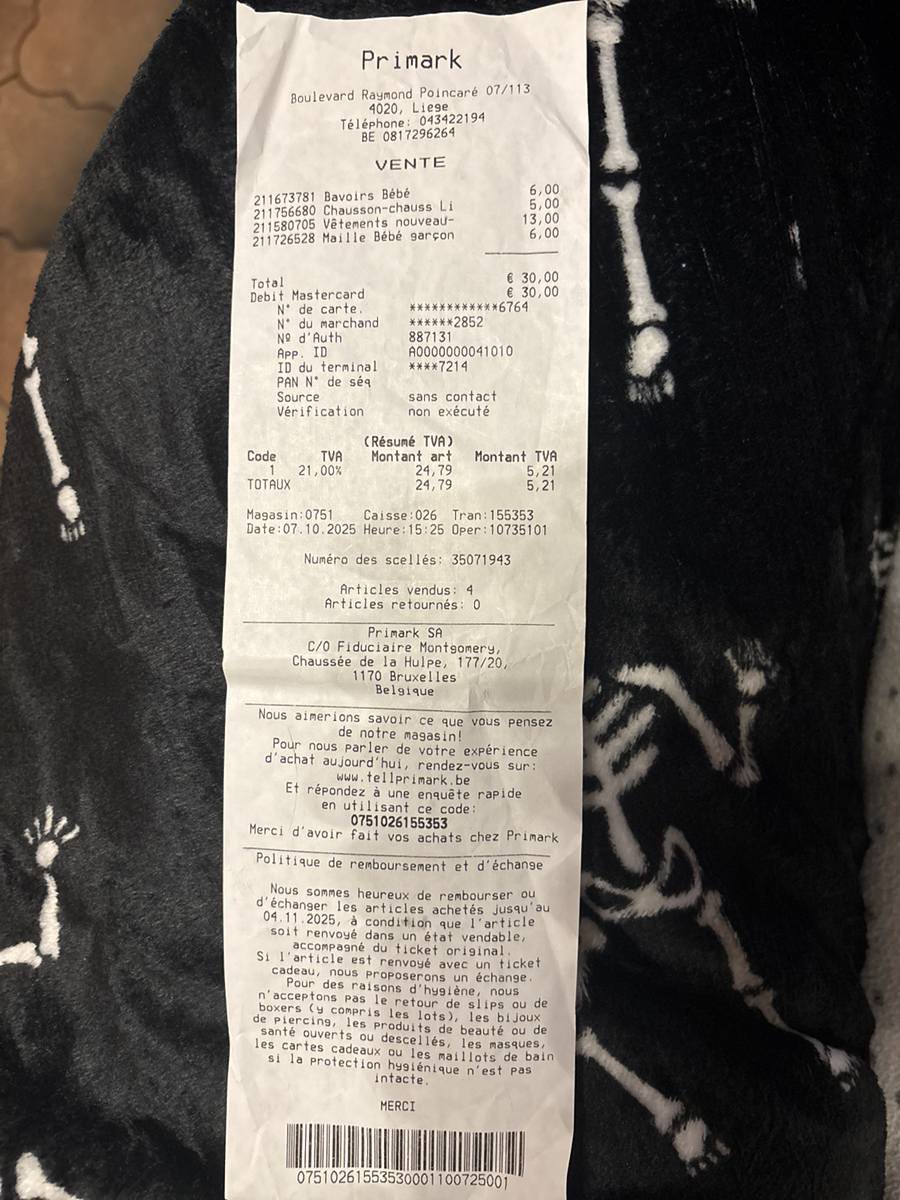 Primark
Boulevard Raymond Poincaré 07/113
4020, Liege
Téléphone: 043422194
BE 0817296264
VENTE
211673781 Bavoirs Bébé 6,00
211756680 Chausson-chauss Li 5,00
211580705 Vêtements nouveau- 13,00
211726528 Maille Bébé garçon 6,00
Total € 30,00
Debit Mastercard € 30,00
N° de carte. ************6764
N° du marchand ******2852
Nº d'Auth 887131
App. ID A0000000041010
ID du terminal ****7214
PAN N° de séq
Source sans contact
Vérification non exécuté
(Résumé TVA)
Code TVA Montant art Montant TVA
1 21,00% 24,79 5,21
TOTAUX 24,79 5,21
Magasin:0751 Caisse:026 Tran:155353
Date:07.10.2025 Heure:15:25 Oper:10735101
Numéro des scellés: 35071943
Articles vendus: 4
Articles retournés: 0
Primark SA
C/O Fiduciaire Montgomery,
Chaussée de la Hulpe, 177/20,
1170 Bruxelles
Belgique
Nous aimerions savoir ce que vous pensez
de notre magasin!
Pour nous parler de votre expérience
d'achat aujourd'hui, rendez-vous sur:
www.tellprimark.be
Et répondez à une enquête rapide
en utilisant ce code:
0751026155353
Merci d'avoir fait vos achats chez Primark
Politique de remboursement et d'échange
Nous sommes heureux de rembourser ou
d'échanger les articles achetés jusqu'au
04.11.2025, à condition que l'article
soit renvoyé dans un état vendable,
accompagné du ticket original.
Si l'article est renvoyé avec un ticket
cadeau, nous proposerons un échange.
Pour des raisons d'hygiène, nous
n'acceptons pas le retour de slips ou de
boxers (y compris les lots), les bijoux
de piercing, les produits de beauté ou de
santé ouverts ou descellés, les masques,
les cartes cadeaux ou les maillots de bain
si la protection hygiénique n'est pas
intacte.
MERCI
07510261553530001100725001